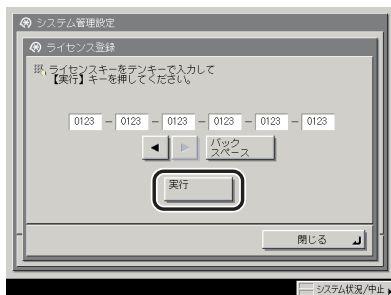 システム管理設定
ライセンス登録
ライセンスキーをテンキーで入力して
【実行】キーを押してください。
0123 – 0123 – 0123 – 0123 – 0123 – 0123
◀ ▶ バック
スペース
実行
閉じる
システム状況/中止